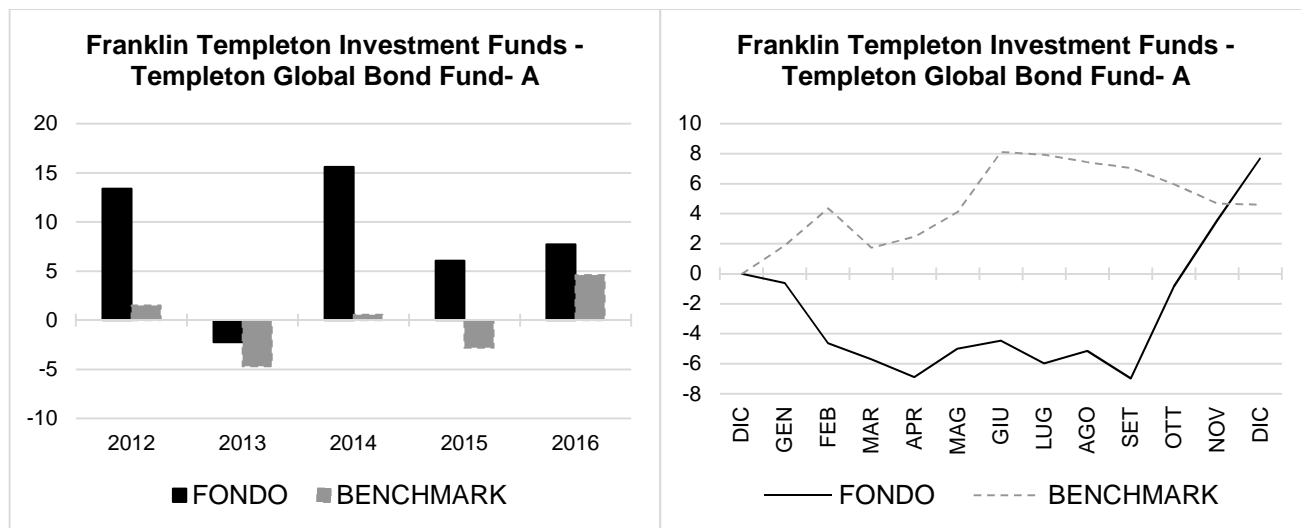 Franklin Templeton Investment Funds -
Templeton Global Bond Fund- A
20
15
10
5
0
-5
-10
2012 2013 2014 2015 2016
FONDO BENCHMARK
Franklin Templeton Investment Funds -
Templeton Global Bond Fund- A
10
8
6
4
2
0
-2
-4
-6
-8
DIC GEN FEB MAR APR MAG GIU LUG AGO SET OTT NOV DIC
FONDO BENCHMARK